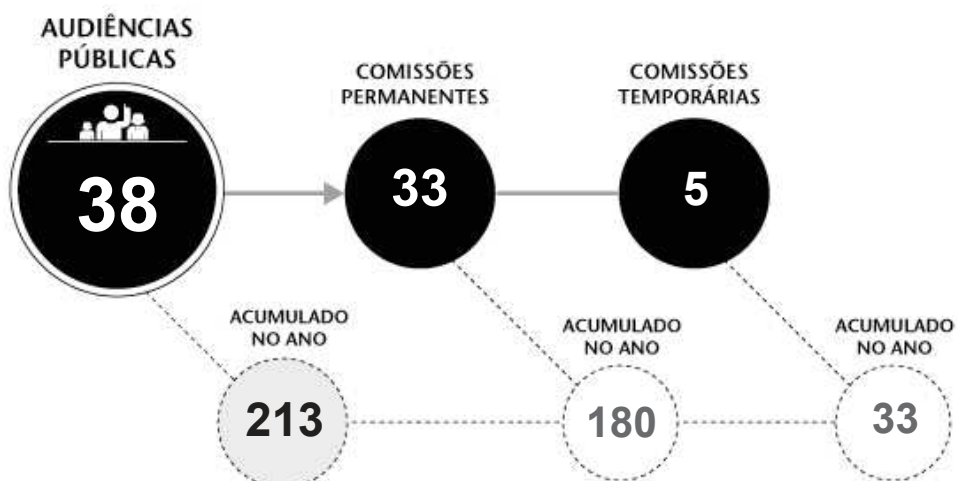 AUDIÊNCIAS
PÚBLICAS
38
COMISSÕES
PERMANENTES
33
COMISSÕES
TEMPORÁRIAS
5
ACUMULADO
NO ANO
213
ACUMULADO
NO ANO
180
ACUMULADO
NO ANO
33